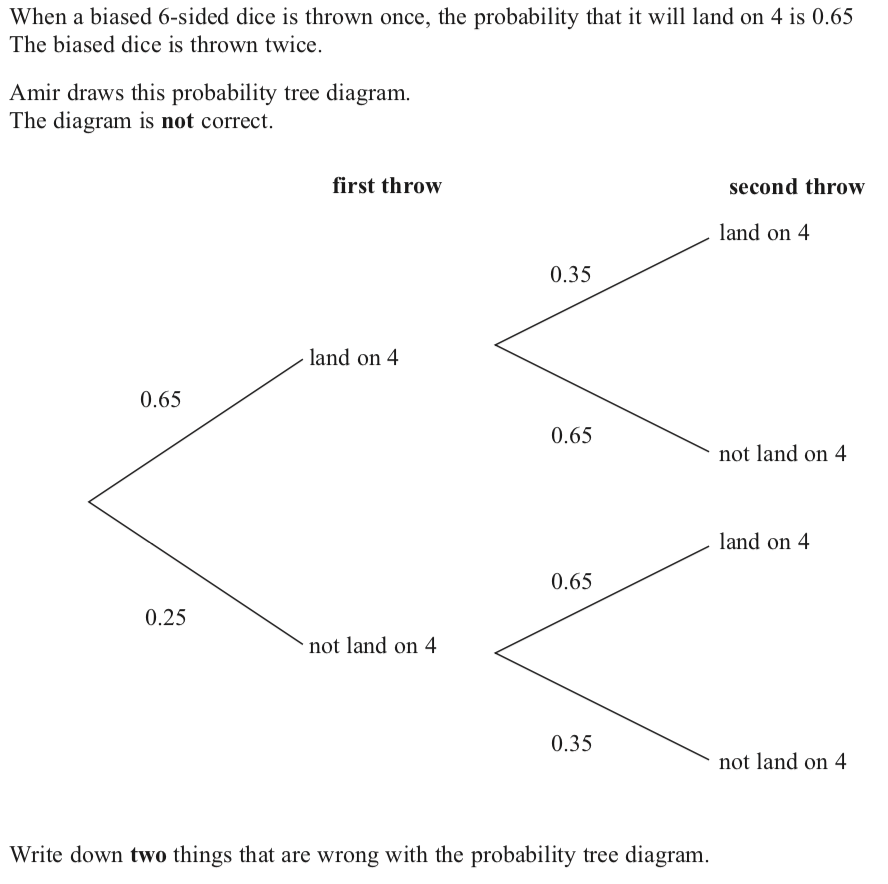 When a biased 6-sided dice is thrown once, the probability that it will land on 4 is 0.65
The biased dice is thrown twice.
Amir draws this probability tree diagram.
The diagram is not correct.
first throw
second throw
land on 4
0.35
land on 4
0.65
0.65
not land on 4
land on 4
0.65
0.25
not land on 4
0.35
not land on 4
Write down two things that are wrong with the probability tree diagram.